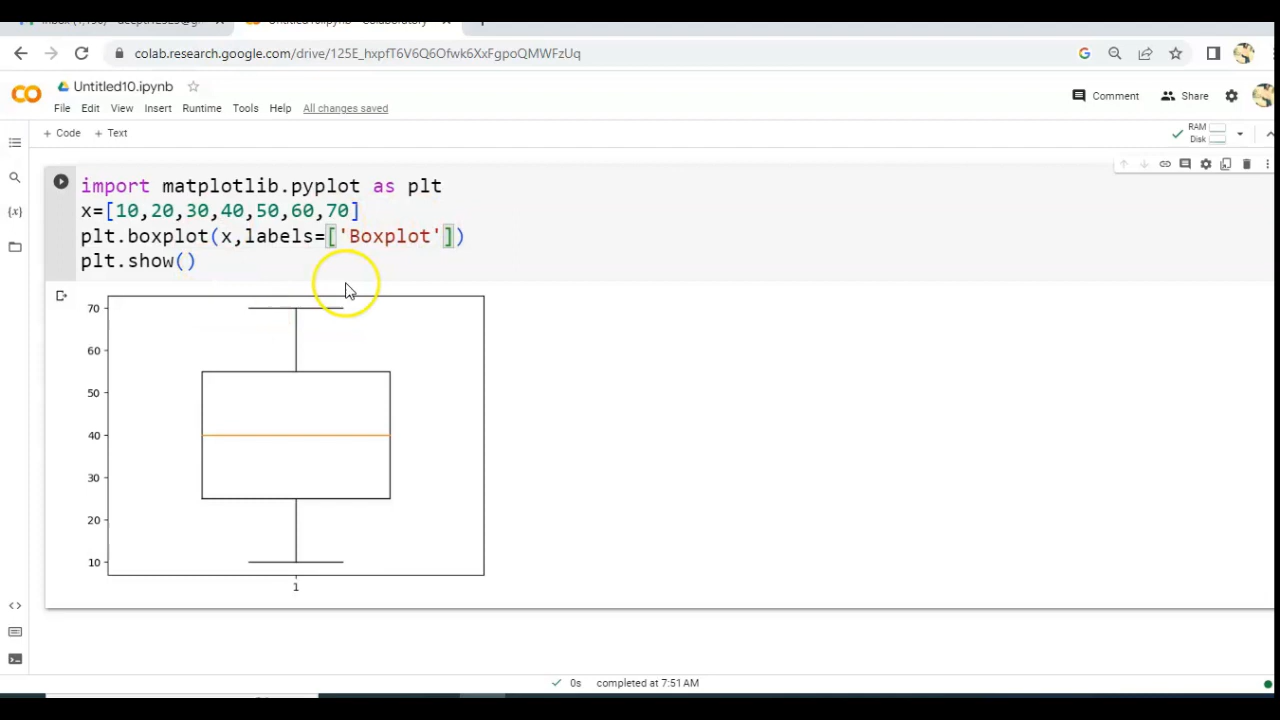 colab.research.google.com/drive/125E_hxpfT6V6Q6Ofwk6XxFgpoQMWFzUq
Untitled10.ipynb
File Edit View Insert Runtime Tools Help All changes saved
Comment Share
+ Code + Text
RAM
Disk
import matplotlib.pyplot as plt
x=[10,20,30,40,50,60,70]
plt.boxplot(x,labels=['Boxplot'])
plt.show()
70
60
50
40
30
20
10
1
0s completed at 7:51 AM